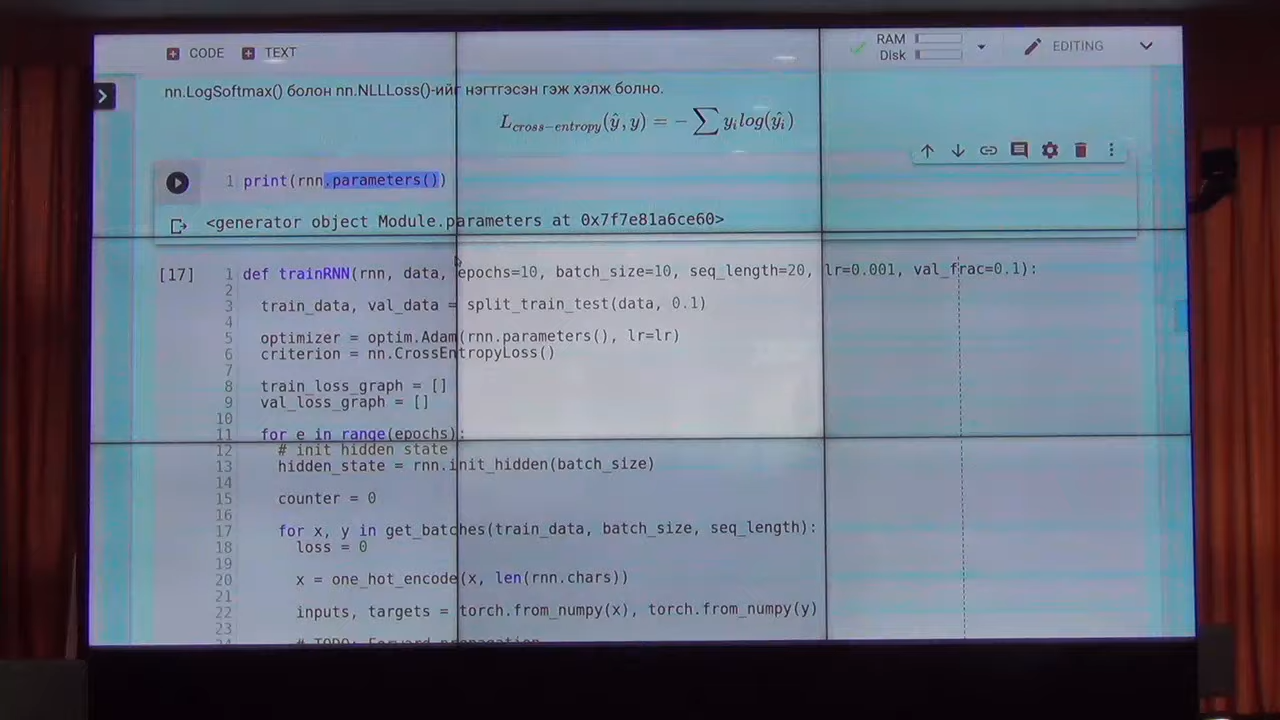 CODE TEXT RAM Disk EDITING
nn.LogSoftmax() болон nn.NLLLoss()-ийг нэгтгэсэн гэж хэлж болно.
L_{cross-entropy}(ŷ, y) = − ∑ y_i log(ŷ_i)
1 print(rnn.parameters())
<generator object Module.parameters at 0x7f7e81a6ce60>
[17] 1 def trainRNN(rnn, data, epochs=10, batch_size=10, seq_length=20, lr=0.001, val_frac=0.1):
2
3 train_data, val_data = split_train_test(data, 0.1)
4
5 optimizer = optim.Adam(rnn.parameters(), lr=lr)
6 criterion = nn.CrossEntropyLoss()
7
8 train_loss_graph = []
9 val_loss_graph = []
10
11 for e in range(epochs):
12 # init hidden state
13 hidden_state = rnn.init_hidden(batch_size)
14
15 counter = 0
16
17 for x, y in get_batches(train_data, batch_size, seq_length):
18 loss = 0
19
20 x = one_hot_encode(x, len(rnn.chars))
21
22 inputs, targets = torch.from_numpy(x), torch.from_numpy(y)
23
24 # TODO: Forward propagation